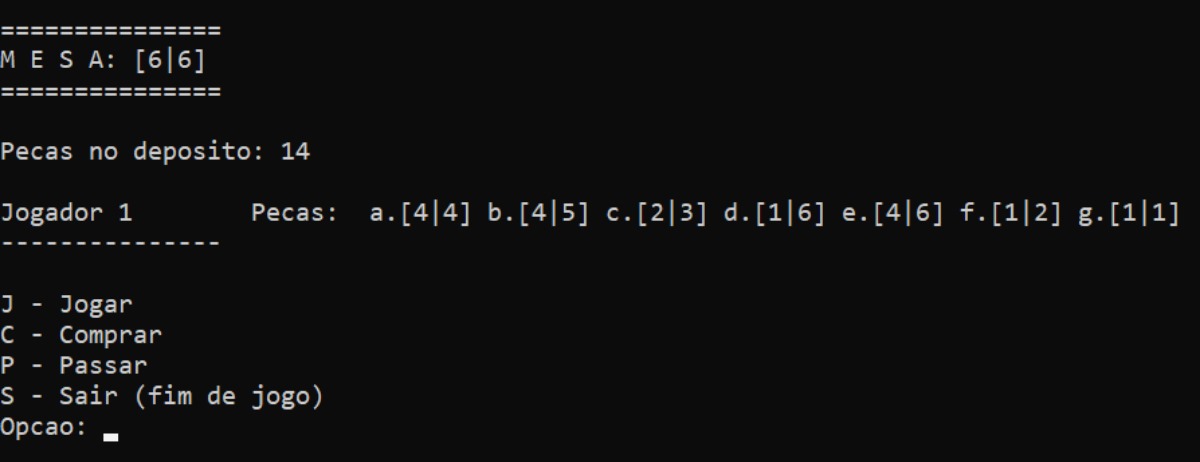 ===============
M E S A: [6|6]
===============
Pecas no deposito: 14
Jogador 1        Pecas:  a.[4|4] b.[4|5] c.[2|3] d.[1|6] e.[4|6] f.[1|2] g.[1|1]
---------------
J - Jogar
C - Comprar
P - Passar
S - Sair (fim de jogo)
Opcao: